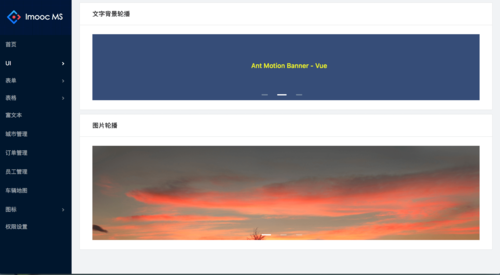 Imooc MS
首页
UI
表单
表格
富文本
城市管理
订单管理
员工管理
车辆地图
图标
权限设置
文字背景轮播
Ant Motion Banner - Vue
图片轮播